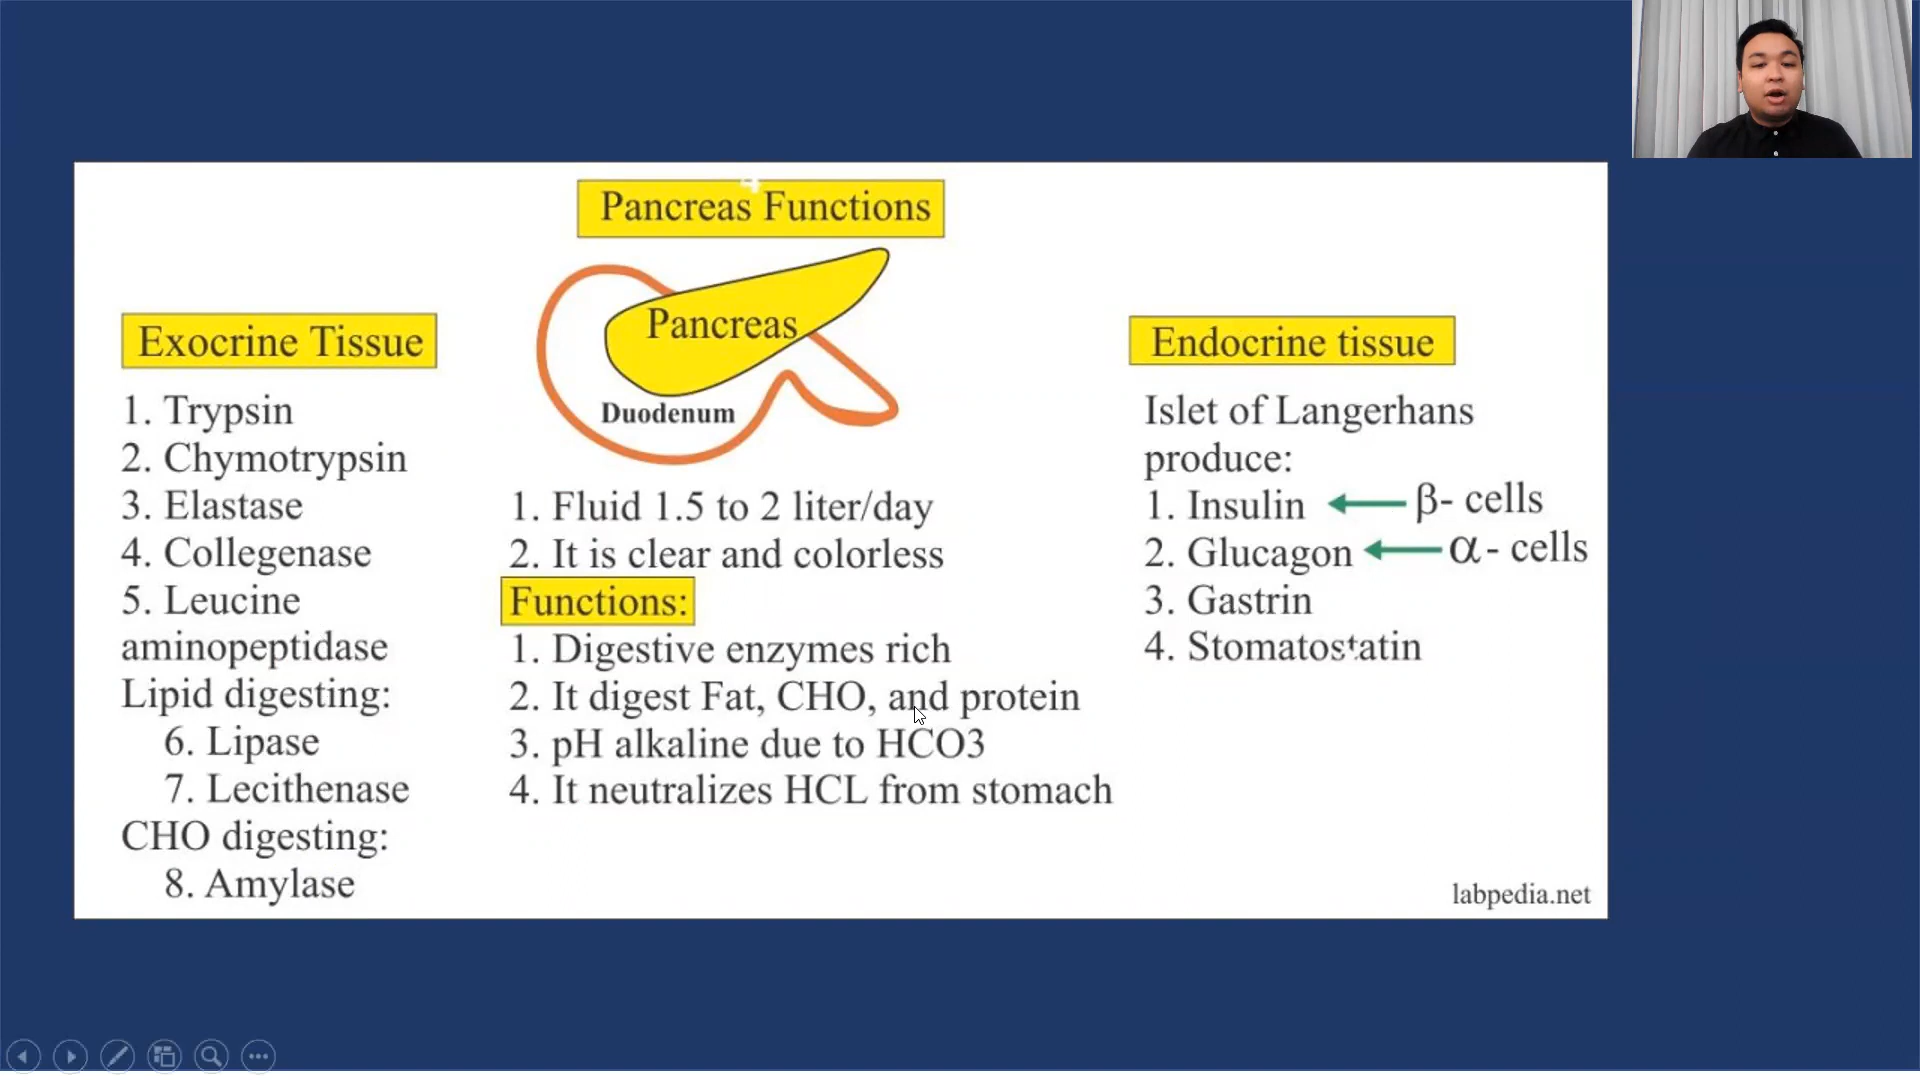 Pancreas Functions
Pancreas
Duodenum
Exocrine Tissue
1. Trypsin
2. Chymotrypsin
3. Elastase
4. Collegenase
5. Leucine
aminopeptidase
Lipid digesting:
6. Lipase
7. Lecithenase
CHO digesting:
8. Amylase
1. Fluid 1.5 to 2 liter/day
2. It is clear and colorless
Functions:
1. Digestive enzymes rich
2. It digest Fat, CHO, and protein
3. pH alkaline due to HCO3
4. It neutralizes HCL from stomach
Endocrine tissue
Islet of Langerhans
produce:
1. Insulin ← β- cells
2. Glucagon ← α- cells
3. Gastrin
4. Stomatostatin
labpedia.net